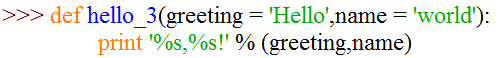 >>> def hello_3(greeting = 'Hello',name = 'world'):
print '%s,%s!' % (greeting,name)